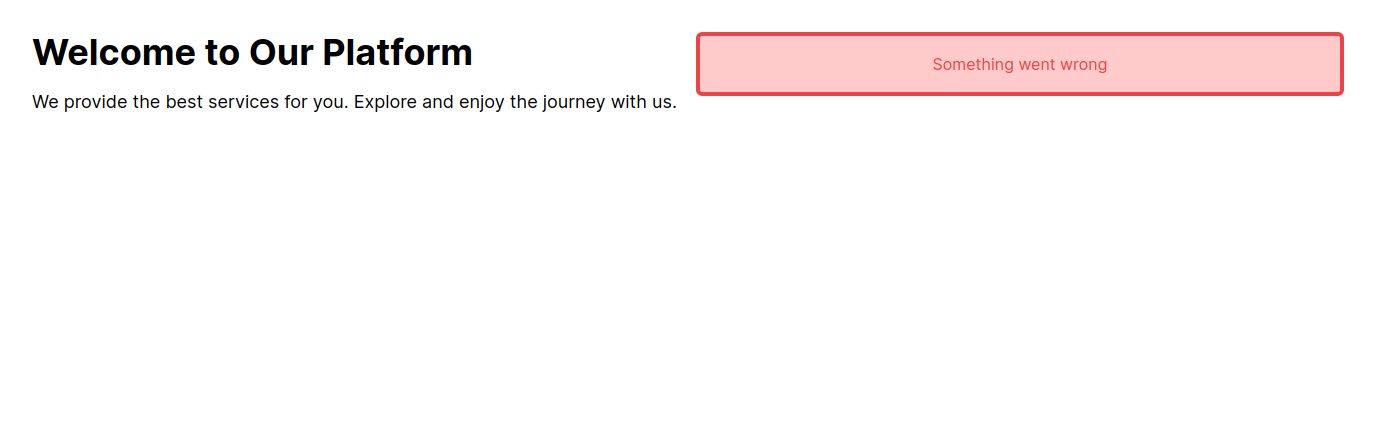 Welcome to Our Platform
We provide the best services for you. Explore and enjoy the journey with us.
Something went wrong